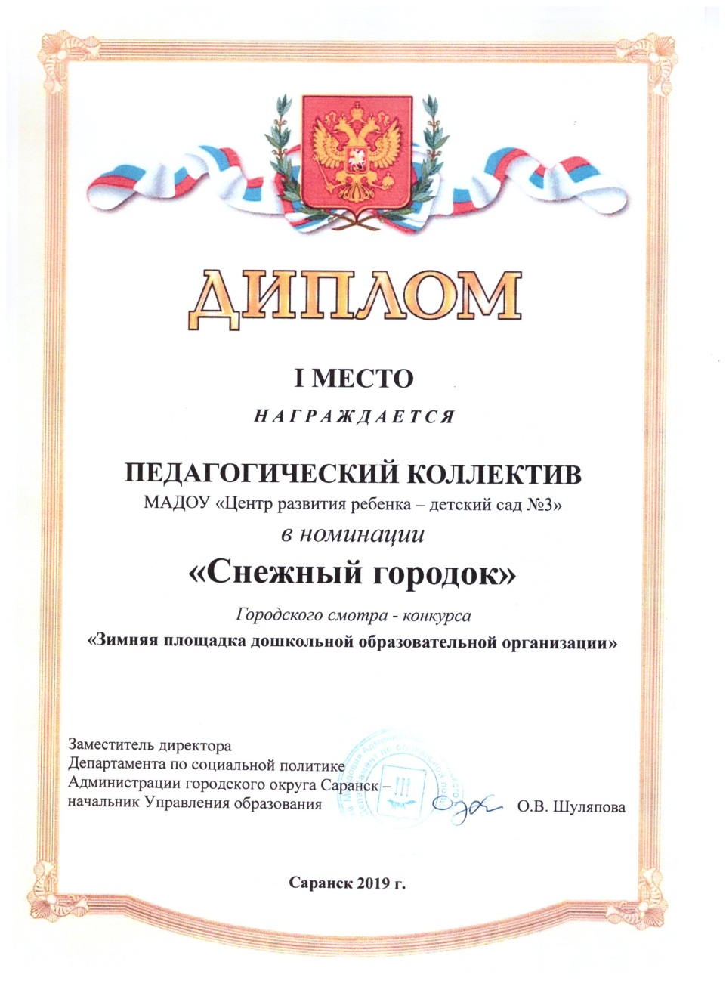 ДИПЛОМ
I МЕСТО
НАГРАЖДАЕТСЯ
ПЕДАГОГИЧЕСКИЙ КОЛЛЕКТИВ
МАДОУ «Центр развития ребенка – детский сад №3»
в номинации
«Снежный городок»
Городского смотра - конкурса
«Зимняя площадка дошкольной образовательной организации»
Заместитель директора
Департамента по социальной политике
Администрации городского округа Саранск –
начальник Управления образования
О.В. Шуляпова
Саранск 2019 г.